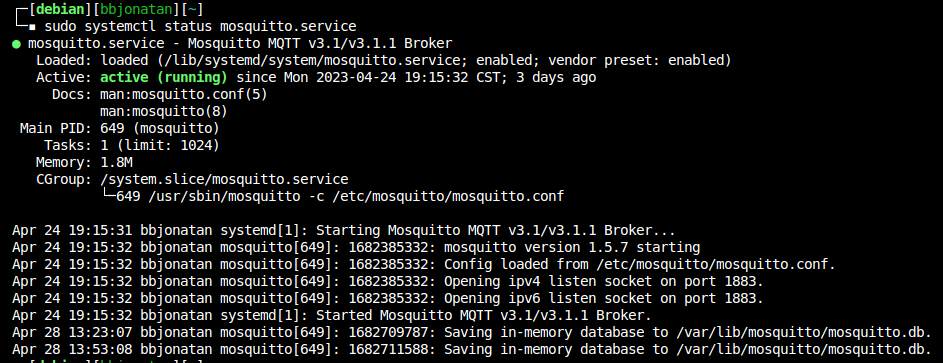 [debian][bbjonatan][~]
sudo systemctl status mosquitto.service
● mosquitto.service - Mosquitto MQTT v3.1/v3.1.1 Broker
Loaded: loaded (/lib/systemd/system/mosquitto.service; enabled; vendor preset: enabled)
Active: active (running) since Mon 2023-04-24 19:15:32 CST; 3 days ago
Docs: man:mosquitto.conf(5)
man:mosquitto(8)
Main PID: 649 (mosquitto)
Tasks: 1 (limit: 1024)
Memory: 1.8M
CGroup: /system.slice/mosquitto.service
└─649 /usr/sbin/mosquitto -c /etc/mosquitto/mosquitto.conf
Apr 24 19:15:31 bbjonatan systemd[1]: Starting Mosquitto MQTT v3.1/v3.1.1 Broker...
Apr 24 19:15:32 bbjonatan mosquitto[649]: 1682385332: mosquitto version 1.5.7 starting
Apr 24 19:15:32 bbjonatan mosquitto[649]: 1682385332: Config loaded from /etc/mosquitto/mosquitto.conf.
Apr 24 19:15:32 bbjonatan mosquitto[649]: 1682385332: Opening ipv4 listen socket on port 1883.
Apr 24 19:15:32 bbjonatan mosquitto[649]: 1682385332: Opening ipv6 listen socket on port 1883.
Apr 24 19:15:32 bbjonatan systemd[1]: Started Mosquitto MQTT v3.1/v3.1.1 Broker.
Apr 28 13:23:07 bbjonatan mosquitto[649]: 1682709787: Saving in-memory database to /var/lib/mosquitto/mosquitto.db.
Apr 28 13:53:08 bbjonatan mosquitto[649]: 1682711588: Saving in-memory database to /var/lib/mosquitto/mosquitto.db.